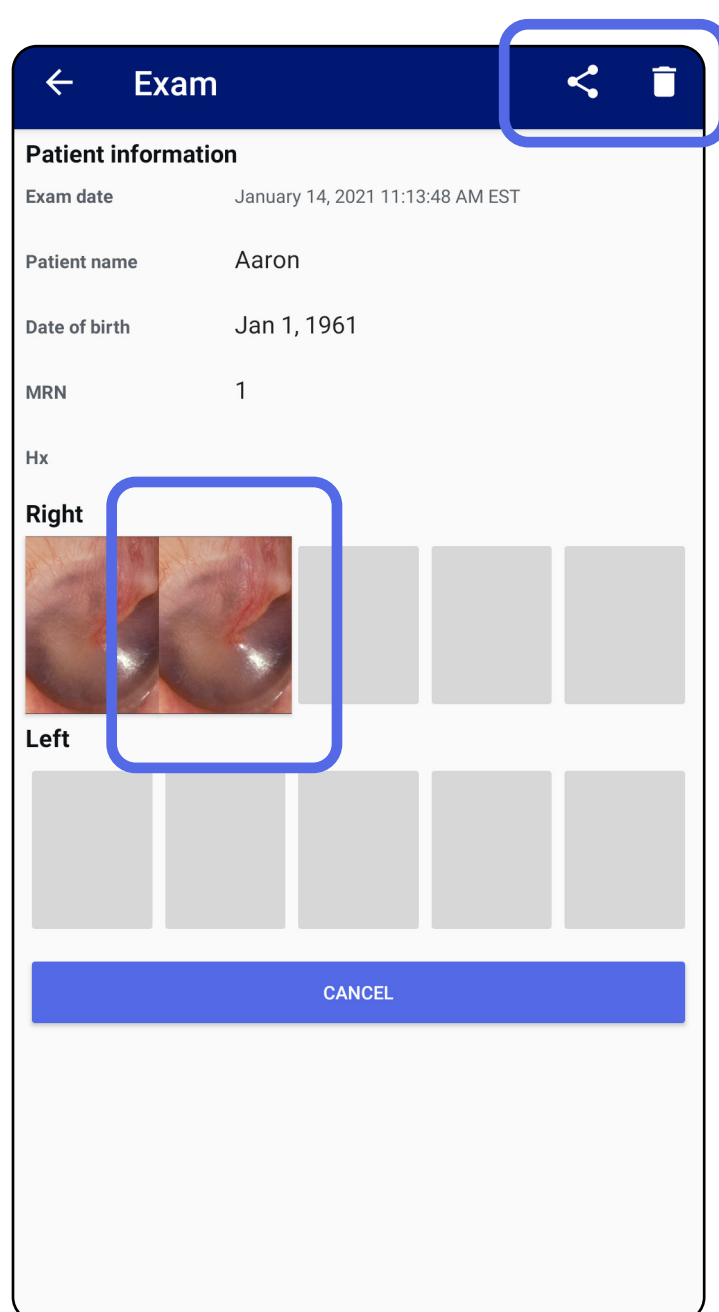 Exam
Patient information
Exam date January 14, 2021 11:13:48 AM EST
Patient name Aaron
Date of birth Jan 1, 1961
MRN 1
Hx
Right
Left
CANCEL